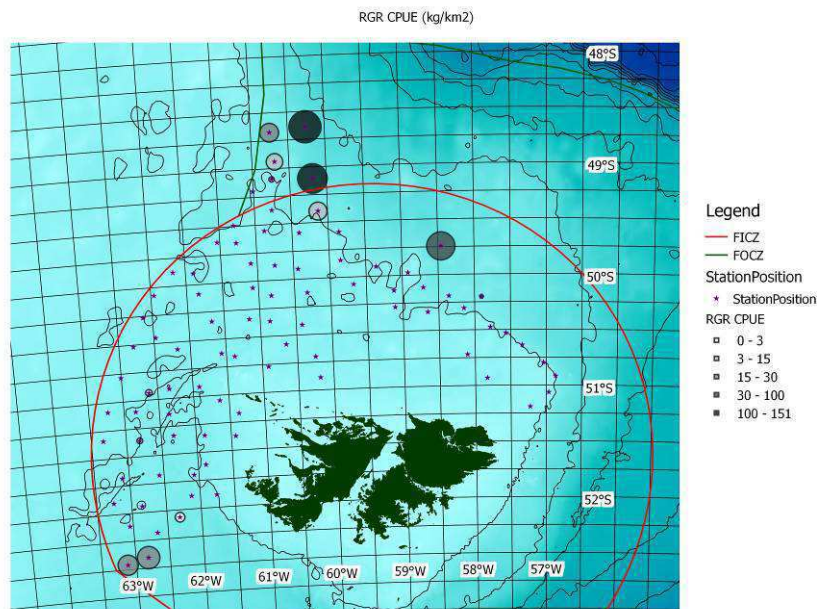 RGR CPUE (kg/km2)
48°S
49°S
50°S
51°S
52°S
63°W
62°W
61°W
60°W
59°W
58°W
57°W
Legend
FICZ
FOCZ
StationPosition
StationPosition
RGR CPUE
0 - 3
3 - 15
15 - 30
30 - 100
100 - 151